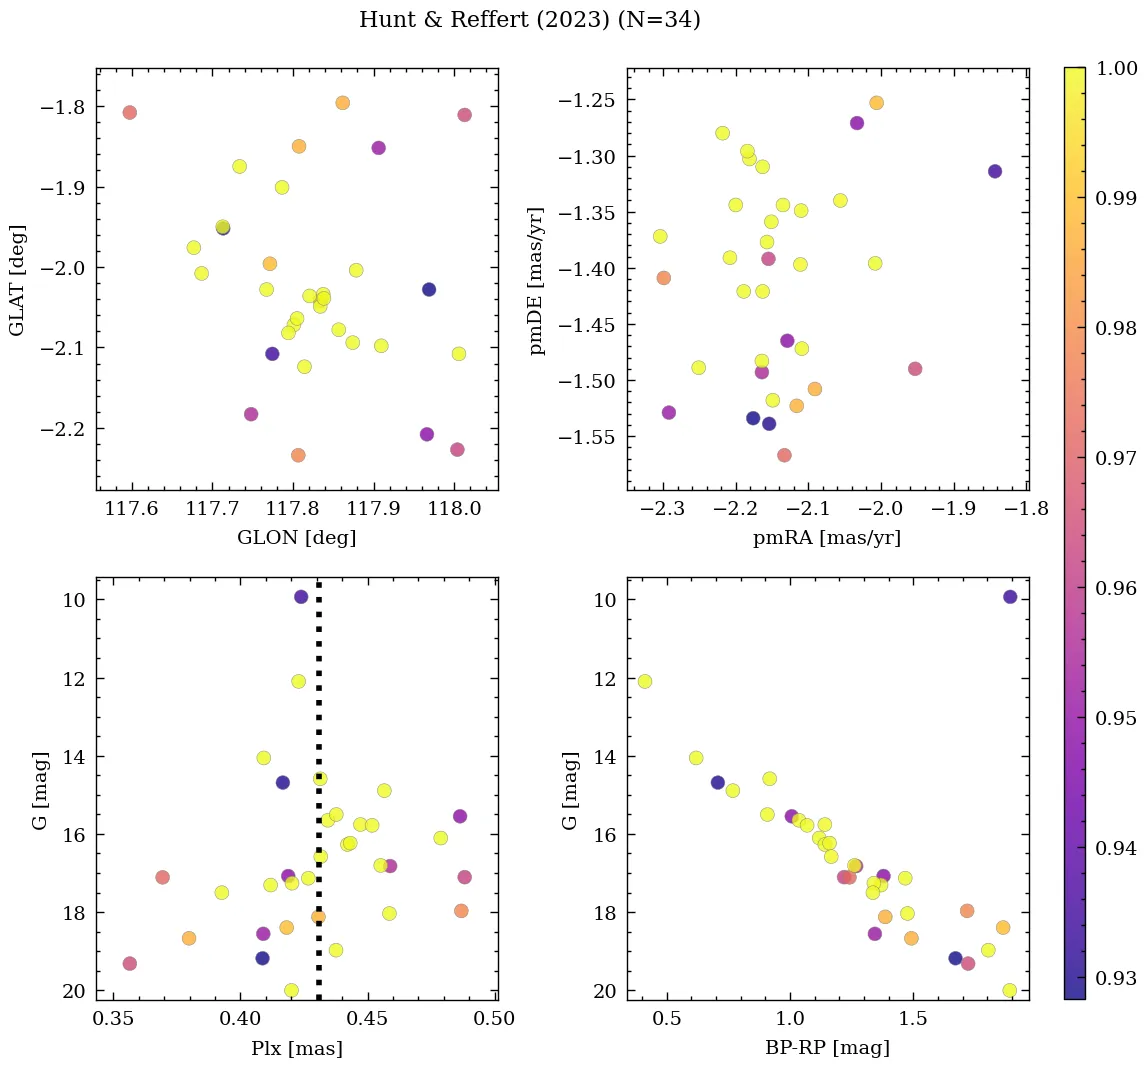 Hunt & Reffert (2023) (N=34)
−1.8
−1.9
−2.0
−2.1
−2.2
GLAT [deg]
117.6 117.7 117.8 117.9 118.0
GLON [deg]
−1.25
−1.30
−1.35
−1.40
−1.45
−1.50
−1.55
pmDE [mas/yr]
−2.3 −2.2 −2.1 −2.0 −1.9 −1.8
pmRA [mas/yr]
10
12
14
16
18
20
G [mag]
0.35 0.40 0.45 0.50
Plx [mas]
10
12
14
16
18
20
G [mag]
0.5 1.0 1.5
BP-RP [mag]
1.00
0.99
0.98
0.97
0.96
0.95
0.94
0.93